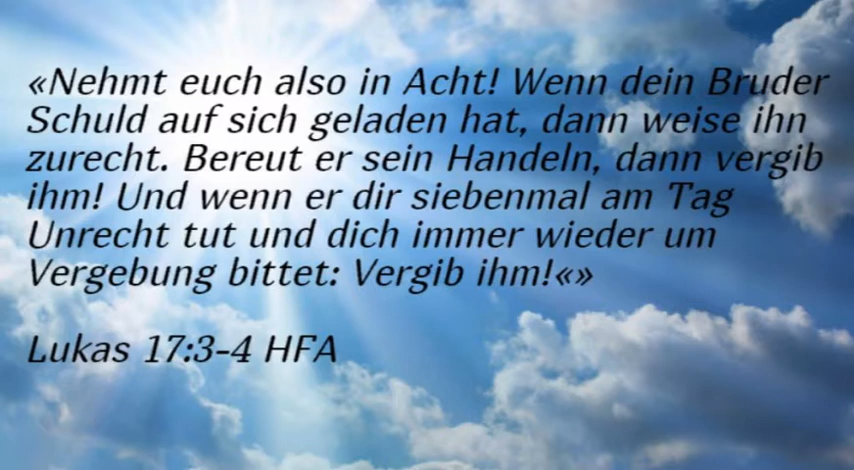 «Nehmt euch also in Acht! Wenn dein Bruder
Schuld auf sich geladen hat, dann weise ihn
zurecht. Bereut er sein Handeln, dann vergib
ihm! Und wenn er dir siebenmal am Tag
Unrecht tut und dich immer wieder um
Vergebung bittet: Vergib ihm!«»
Lukas 17:3-4 HFA